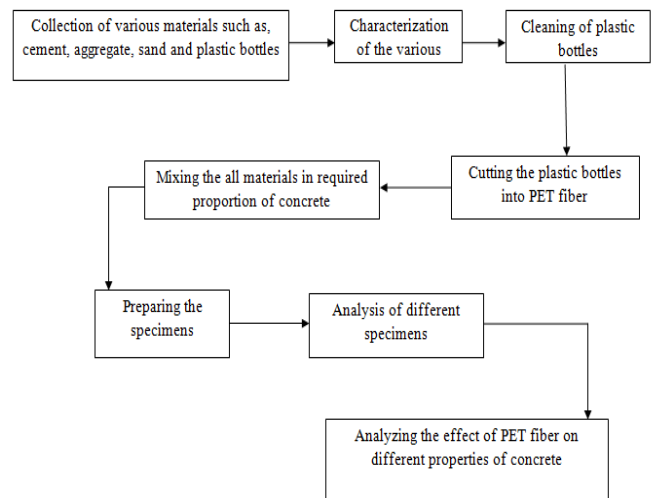 Collection of various materials such as,
cement, aggregate, sand and plastic bottles
Characterization
of the various
Cleaning of plastic
bottles
Cutting the plastic bottles
into PET fiber
Mixing the all materials in required
proportion of concrete
Preparing the
specimens
Analysis of different
specimens
Analyzing the effect of PET fiber on
different properties of concrete